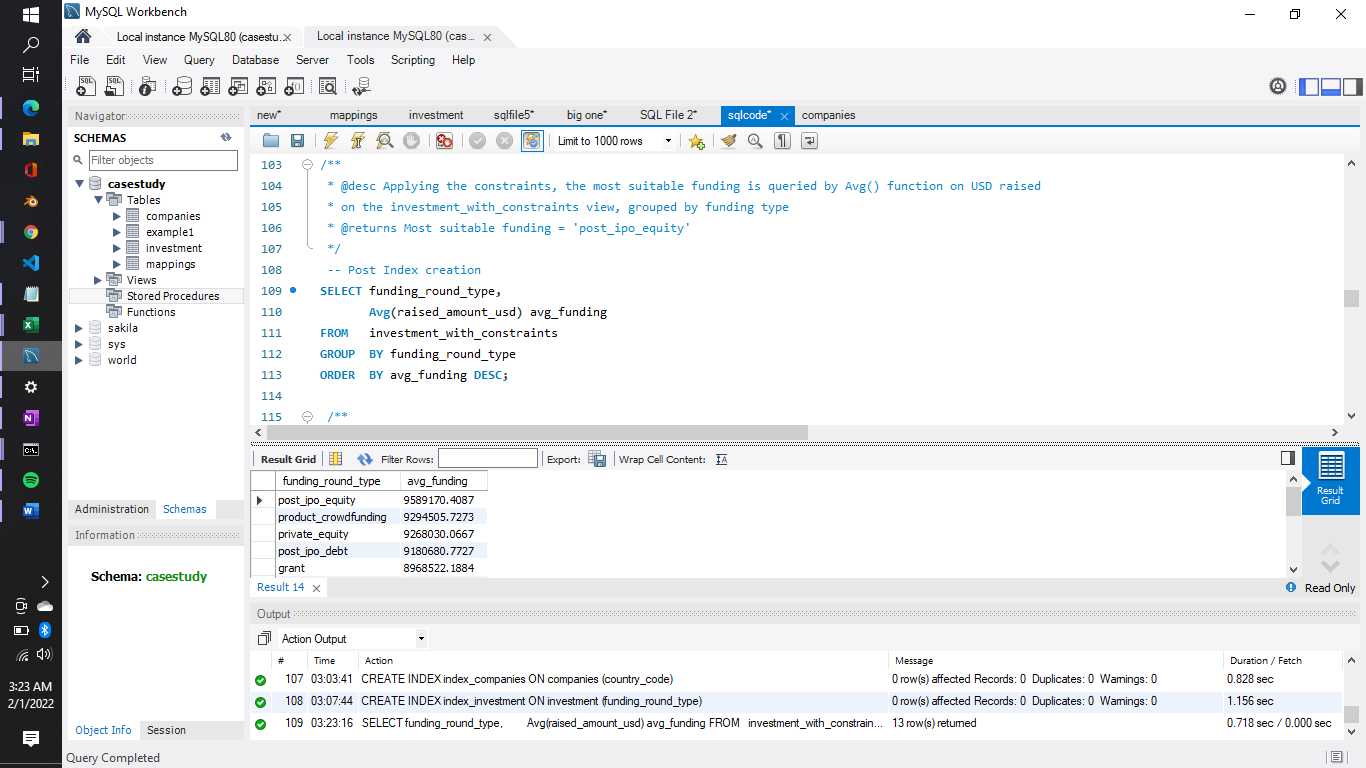 MySQL Workbench
Local instance MySQL80 (casestu... ×
Local instance MySQL80 (cas... ×
File Edit View Query Database Server Tools Scripting Help
Navigator
SCHEMAS
Filter objects
casestudy
Tables
companies
example1
investment
mappings
Views
Stored Procedures
Functions
sakila
sys
world
Administration Schemas
Information
Schema: casestudy
Object Info Session
new* mappings investment sqlfile5* big one* SQL File 2* sqlcode* × companies
Limit to 1000 rows
103 /**
104 * @desc Applying the constraints, the most suitable funding is queried by Avg() function on USD raised
105 * on the investment_with_constraints view, grouped by funding type
106 * @returns Most suitable funding = 'post_ipo_equity'
107 */
108 -- Post Index creation
109 SELECT funding_round_type,
110 Avg(raised_amount_usd) avg_funding
111 FROM investment_with_constraints
112 GROUP BY funding_round_type
113 ORDER BY avg_funding DESC;
114
115 /**
Result Grid Filter Rows: Export: Wrap Cell Content: IA
funding_round_type avg_funding
post_ipo_equity 9589170.4087
product_crowdfunding 9294505.7273
private_equity 9268030.0667
post_ipo_debt 9180680.7727
grant 8968522.1884
Result Grid
Result 14 ×
Read Only
Output
Action Output
# Time Action Message Duration / Fetch
107 03:03:41 CREATE INDEX index_companies ON companies (country_code) 0 row(s) affected Records: 0 Duplicates: 0 Warnings: 0 0.828 sec
108 03:07:44 CREATE INDEX index_investment ON investment (funding_round_type) 0 row(s) affected Records: 0 Duplicates: 0 Warnings: 0 1.156 sec
109 03:23:16 SELECT funding_round_type, Avg(raised_amount_usd) avg_funding FROM investment_with_constrain... 13 row(s) returned 0.718 sec / 0.000 sec
Query Completed
3:23 AM
2/1/2022